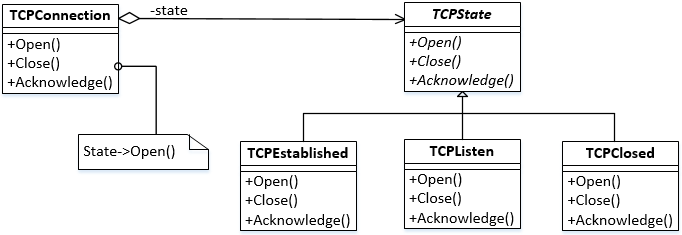 TCPConnection
+Open()
+Close()
+Acknowledge()
-state
TCPState
+Open()
+Close()
+Acknowledge()
State->Open()
TCPEstablished
+Open()
+Close()
+Acknowledge()
TCPListen
+Open()
+Close()
+Acknowledge()
TCPClosed
+Open()
+Close()
+Acknowledge()